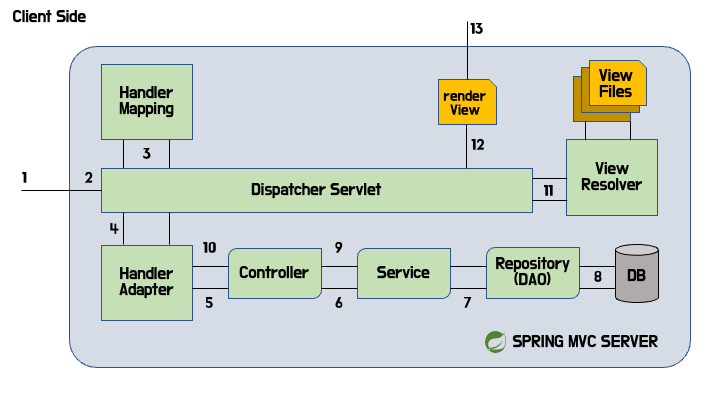 Client Side
13
Handler
Mapping
render
View
View
Files
3
12
1
2
Dispatcher Servlet
11
View
Resolver
4
10
9
Handler
Adapter
Controller
Service
Repository
(DAO)
8
DB
5
6
7
SPRING MVC SERVER